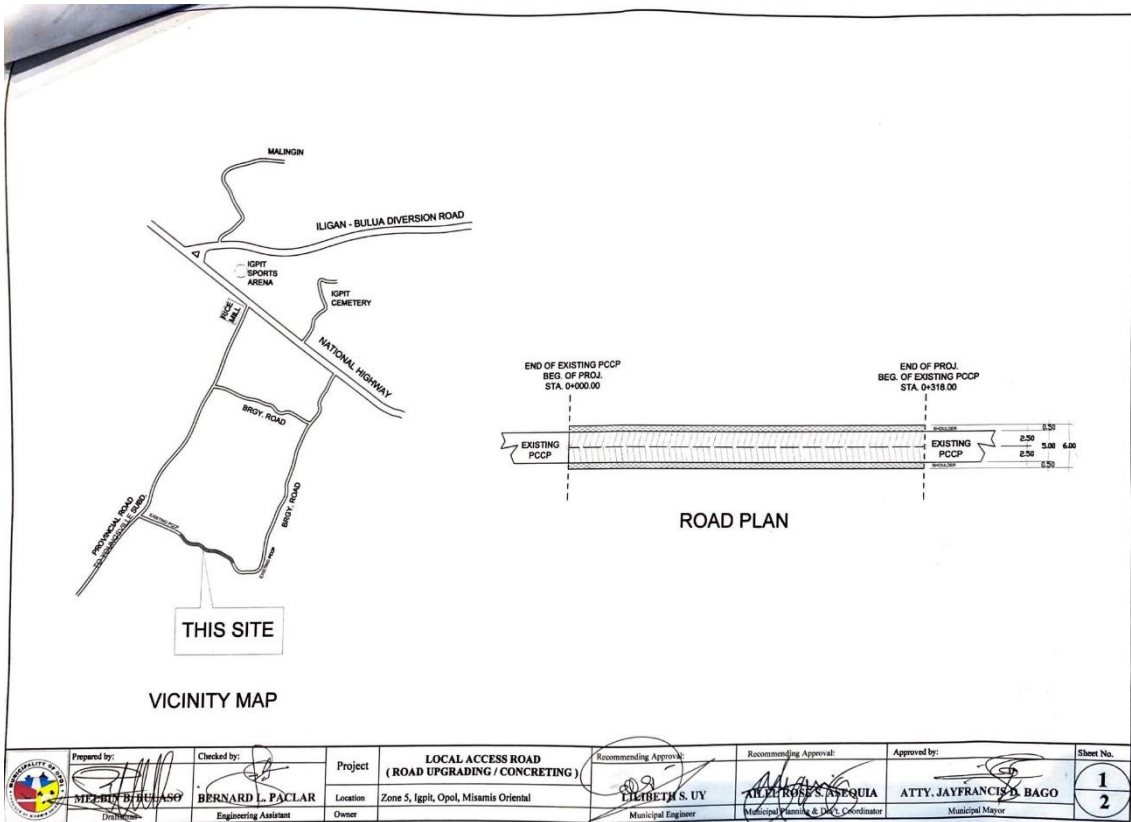 MALINGIN
ILIGAN - BULUA DIVERSION ROAD
IGPIT
SPORTS
ARENA
IGPIT
CEMETERY
RICE
MILL
NATIONAL HIGHWAY
BRGY. ROAD
BRGY. ROAD
PROVINCIAL ROAD
TO YOUNGSVILLE SUBD.
EXISTING PCCP
EXISTING PCCP
THIS SITE
VICINITY MAP
END OF EXISTING PCCP
BEG. OF PROJ.
STA. 0+000.00
END OF PROJ.
BEG. OF EXISTING PCCP
STA. 0+318.00
EXISTING
PCCP
EXISTING
PCCP
SHOULDER
SHOULDER
0.50
2.50
5.00
6.00
2.50
0.50
ROAD PLAN
Prepared by:
Checked by:
BERNARD L. PACLAR
Engineering Assistant
Project
LOCAL ACCESS ROAD
( ROAD UPGRADING / CONCRETING )
Location
Zone 5, Igpit, Opol, Misamis Oriental
Owner
Recommending Approval:
LILIBETH S. UY
Municipal Engineer
Recommending Approval:
ROSE S. ASEQUIA
Municipal Planning & Dev't. Coordinator
Approved by:
ATTY. JAYFRANCIS D. BAGO
Municipal Mayor
Sheet No.
1
2